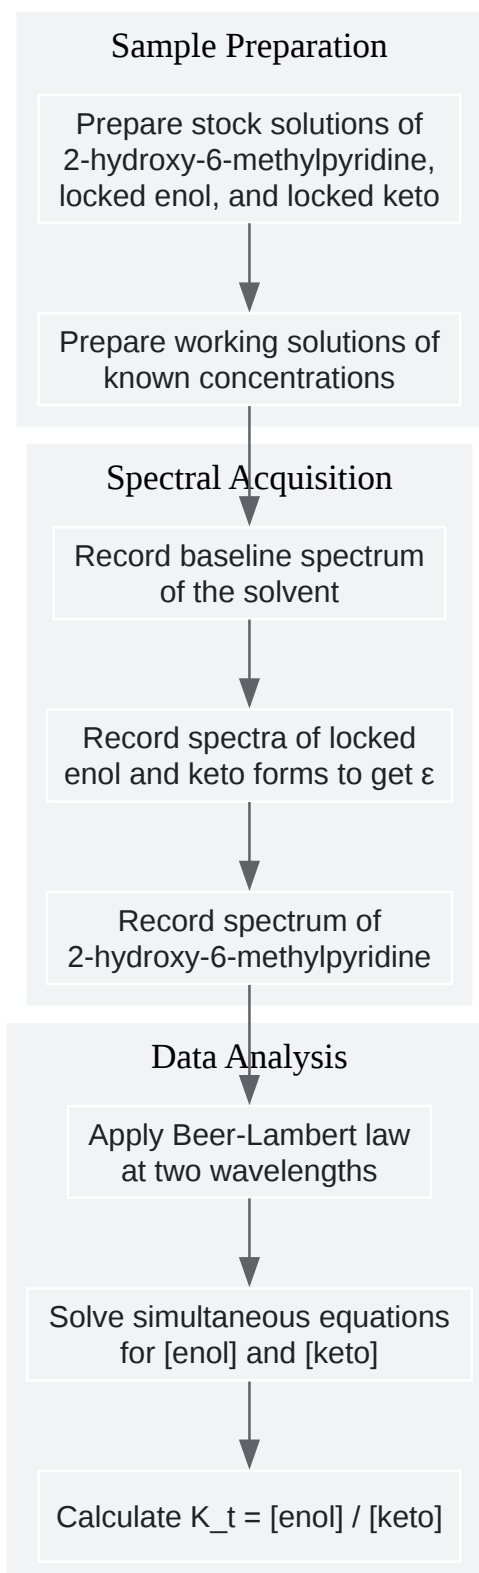 Sample Preparation
Prepare stock solutions of
2-hydroxy-6-methylpyridine,
locked enol, and locked keto
Prepare working solutions of
known concentrations
Spectral Acquisition
Record baseline spectrum
of the solvent
Record spectra of locked
enol and keto forms to get ε
Record spectrum of
2-hydroxy-6-methylpyridine
Data Analysis
Apply Beer-Lambert law
at two wavelengths
Solve simultaneous equations
for [enol] and [keto]
Calculate K_t = [enol] / [keto]